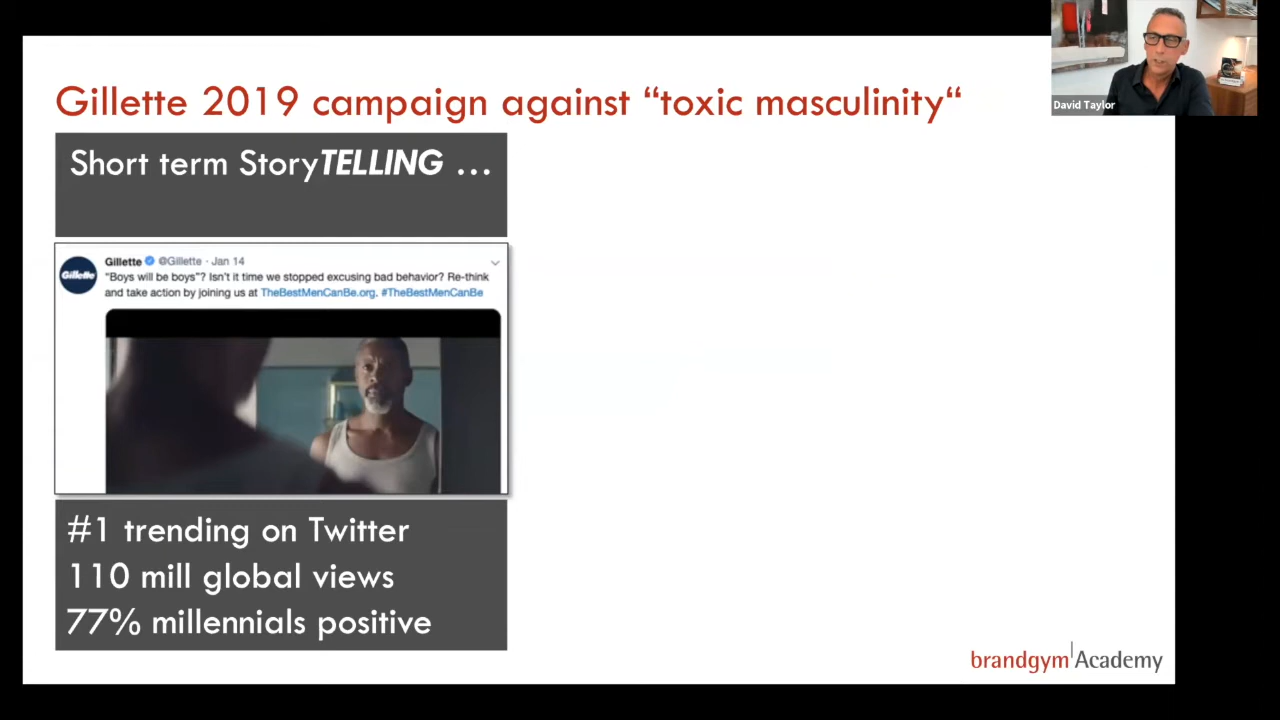 Gillette 2019 campaign against “toxic masculinity“
David Taylor
Short term StoryTELLING ...
Gillette @Gillette · Jan 14
Gillette
“Boys will be boys”? Isn’t it time we stopped excusing bad behavior? Re-think
and take action by joining us at TheBestMenCanBe.org. #TheBestMenCanBe
#1 trending on Twitter
110 mill global views
77% millennials positive
brandgym Academy